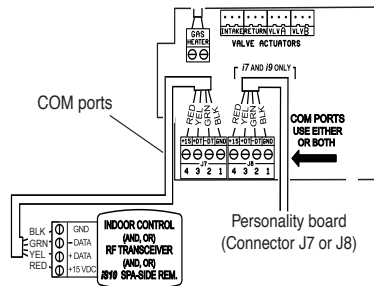 INTAKE RETURN VLV A VLV B
VALVE ACTUATORS
GAS
HEATER
i7 AND i9 ONLY
COM ports
RED
YEL
GRN
BLK
RED
YEL
GRN
BLK
COM PORTS
USE EITHER
OR BOTH
+15 +DT -DT GND
+15 +DT -DT GND
J7
J8
4 3 2 1
4 3 2 1
Personality board
(Connector J7 or J8)
BLK
GRN
YEL
RED
GND
- DATA
+ DATA
+15 VDC
INDOOR CONTROL
(AND, OR)
RF TRANSCEIVER
(AND, OR)
iS10 SPA-SIDE REM.